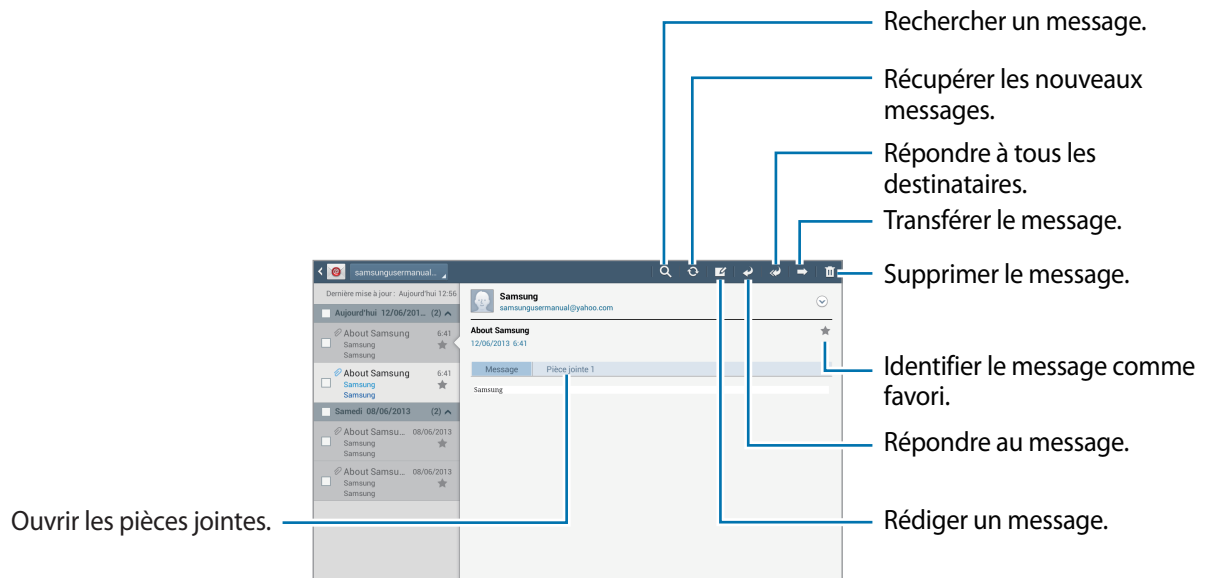 Rechercher un message.
Récupérer les nouveaux
messages.
Répondre à tous les
destinataires.
Transférer le message.
Supprimer le message.
samsungusermanual...
Dernière mise à jour : Aujourd'hui 12:56
Aujourd'hui 12/06/201... (2)
About Samsung 6:41
Samsung
Samsung
About Samsung 6:41
Samsung
Samsung
Samedi 08/06/2013 (2)
About Samsu... 08/06/2013
Samsung
Samsung
About Samsu... 08/06/2013
Samsung
Samsung
Samsung
samsungusermanual@yahoo.com
About Samsung
12/06/2013 6:41
Message Pièce jointe 1
Samsung
Identifier le message comme
favori.
Répondre au message.
Rédiger un message.
Ouvrir les pièces jointes.